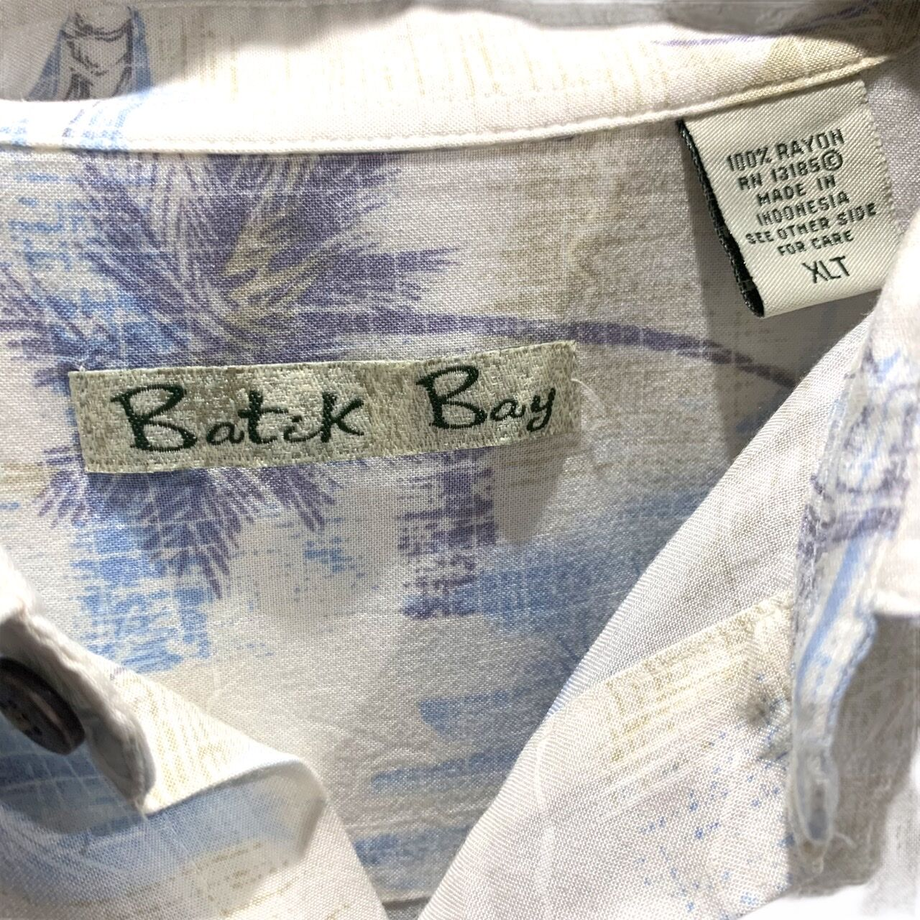 Batik Bay
100% RAYON
RN 13185©
MADE IN
INDONESIA
SEE OTHER SIDE
FOR CARE
XLT